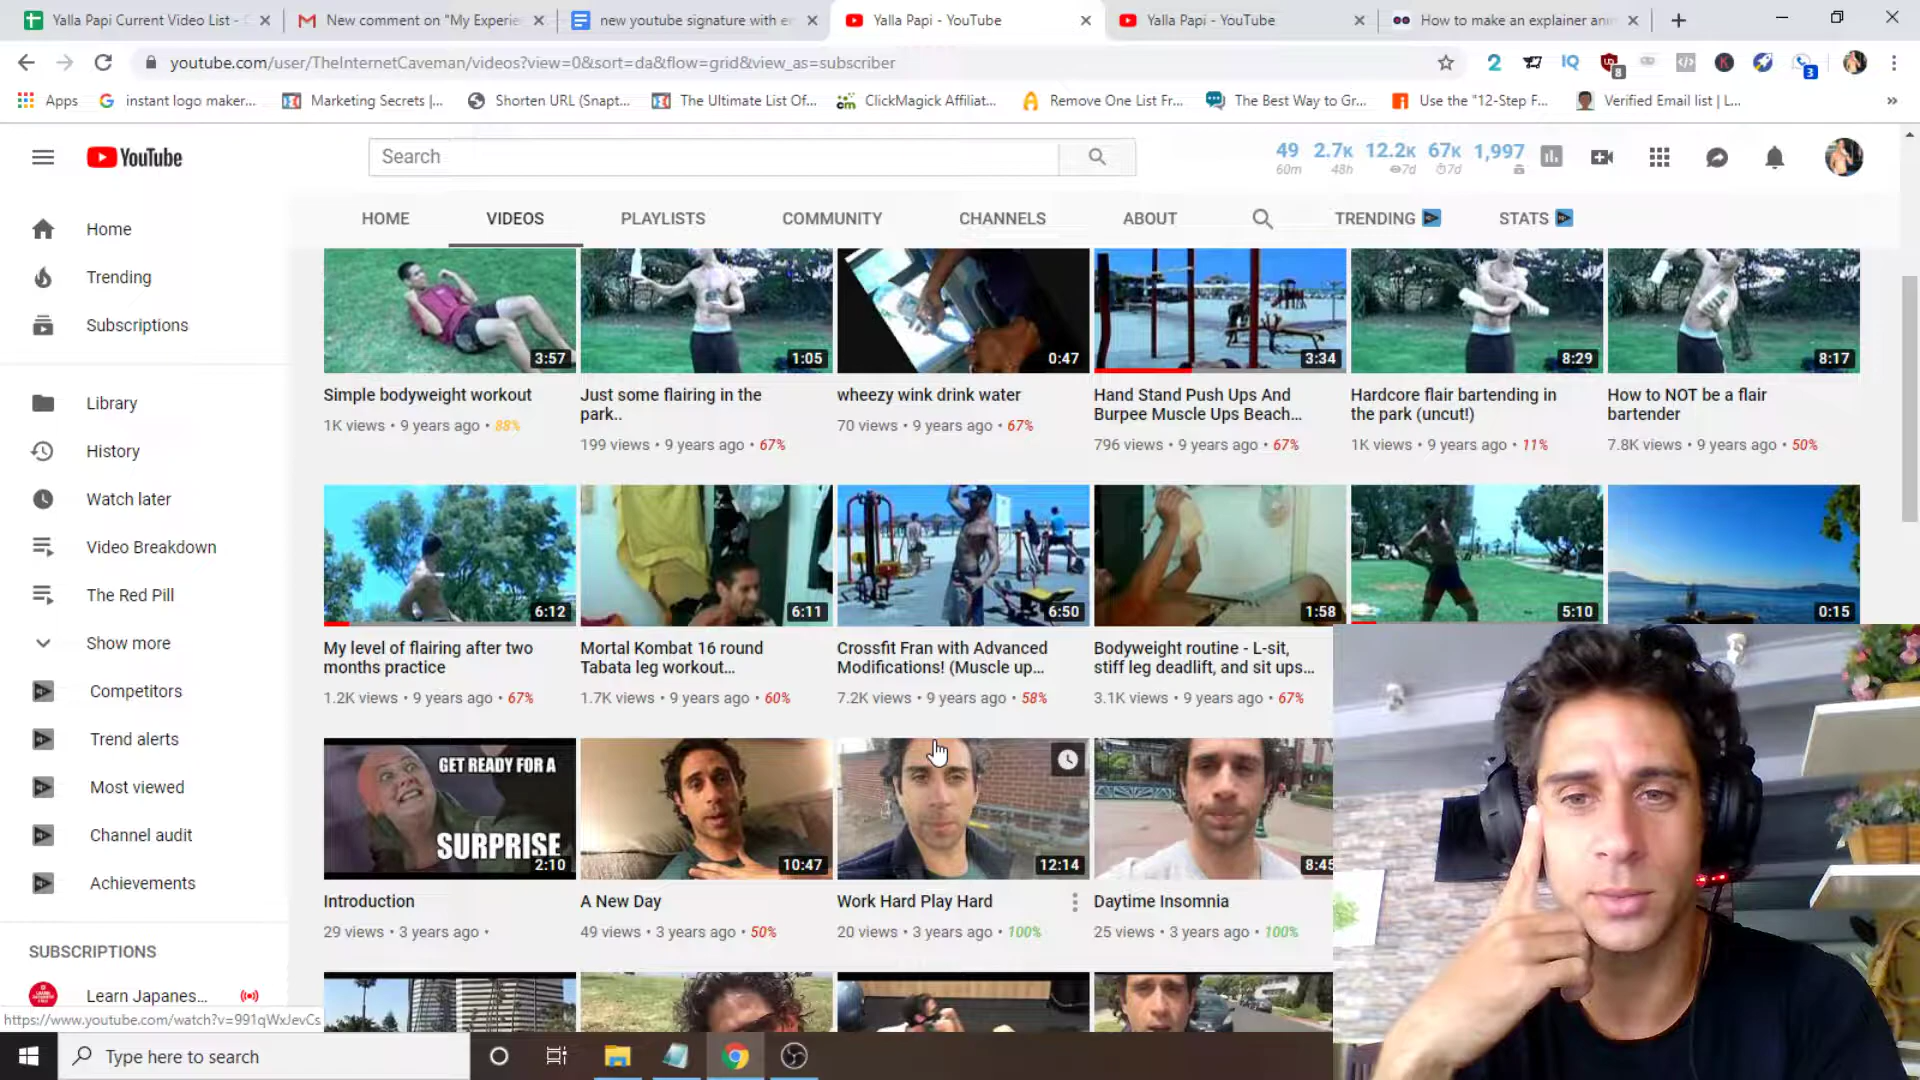 Yalla Papi Current Video List -
New comment on "My Experie
new youtube signature with e
Yalla Papi - YouTube
Yalla Papi - YouTube
How to make an explainer ani
youtube.com/user/TheInternetCaveman/videos?view=0&sort=da&flow=grid&view_as=subscriber
2
IQ
8
K
3
Apps
instant logo maker...
Marketing Secrets |...
Shorten URL (Snapt...
The Ultimate List Of...
ClickMagick Affiliat...
Remove One List Fr...
The Best Way to Gr...
Use the "12-Step F...
Verified Email list | L...
YouTube
Search
49 2.7K 12.2K 67K 1,997
60m 48h 7d 7d
HOME
VIDEOS
PLAYLISTS
COMMUNITY
CHANNELS
ABOUT
TRENDING
STATS
Home
Trending
Subscriptions
Library
History
Watch later
Video Breakdown
The Red Pill
Show more
Competitors
Trend alerts
Most viewed
Channel audit
Achievements
SUBSCRIPTIONS
Learn Japanes...
3:57
1:05
0:47
3:34
8:29
8:17
Simple bodyweight workout
1K views • 9 years ago • 88%
Just some flairing in the
park..
199 views • 9 years ago • 67%
wheezy wink drink water
70 views • 9 years ago • 67%
Hand Stand Push Ups And
Burpee Muscle Ups Beach...
796 views • 9 years ago • 67%
Hardcore flair bartending in
the park (uncut!)
1K views • 9 years ago • 11%
How to NOT be a flair
bartender
7.8K views • 9 years ago • 50%
6:12
6:11
6:50
1:58
5:10
0:15
My level of flairing after two
months practice
1.2K views • 9 years ago • 67%
Mortal Kombat 16 round
Tabata leg workout...
1.7K views • 9 years ago • 60%
Crossfit Fran with Advanced
Modifications! (Muscle up...
7.2K views • 9 years ago • 58%
Bodyweight routine - L-sit,
stiff leg deadlift, and sit ups...
3.1K views • 9 years ago • 67%
GET READY FOR A
SURPRISE
2:10
10:47
12:14
8:45
Introduction
29 views • 3 years ago •
A New Day
49 views • 3 years ago • 50%
Work Hard Play Hard
20 views • 3 years ago • 100%
Daytime Insomnia
25 views • 3 years ago • 100%
https://www.youtube.com/watch?v=991qWxJevCs
Type here to search